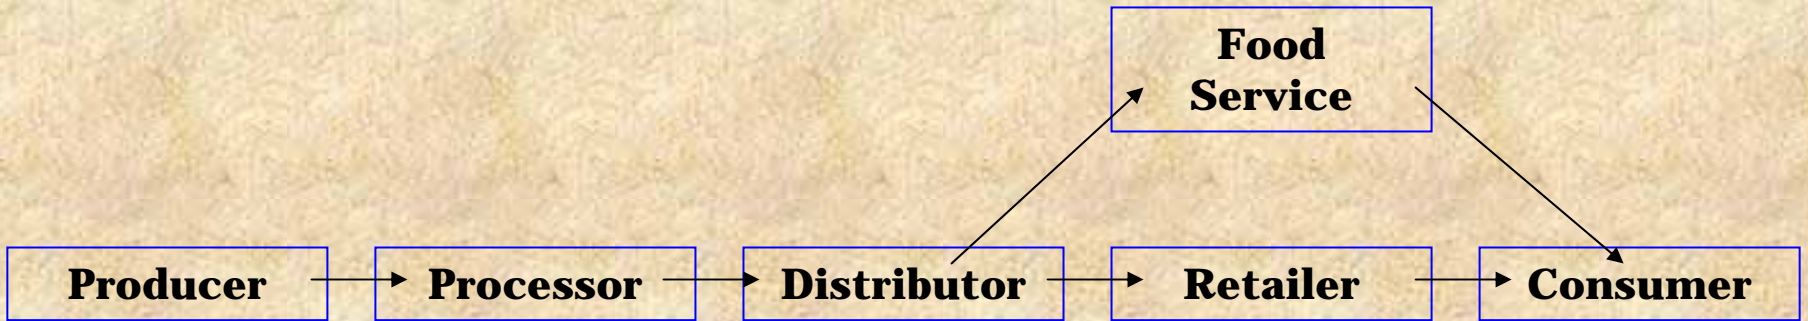 Food
Service
Producer
Processor
Distributor
Retailer
Consumer